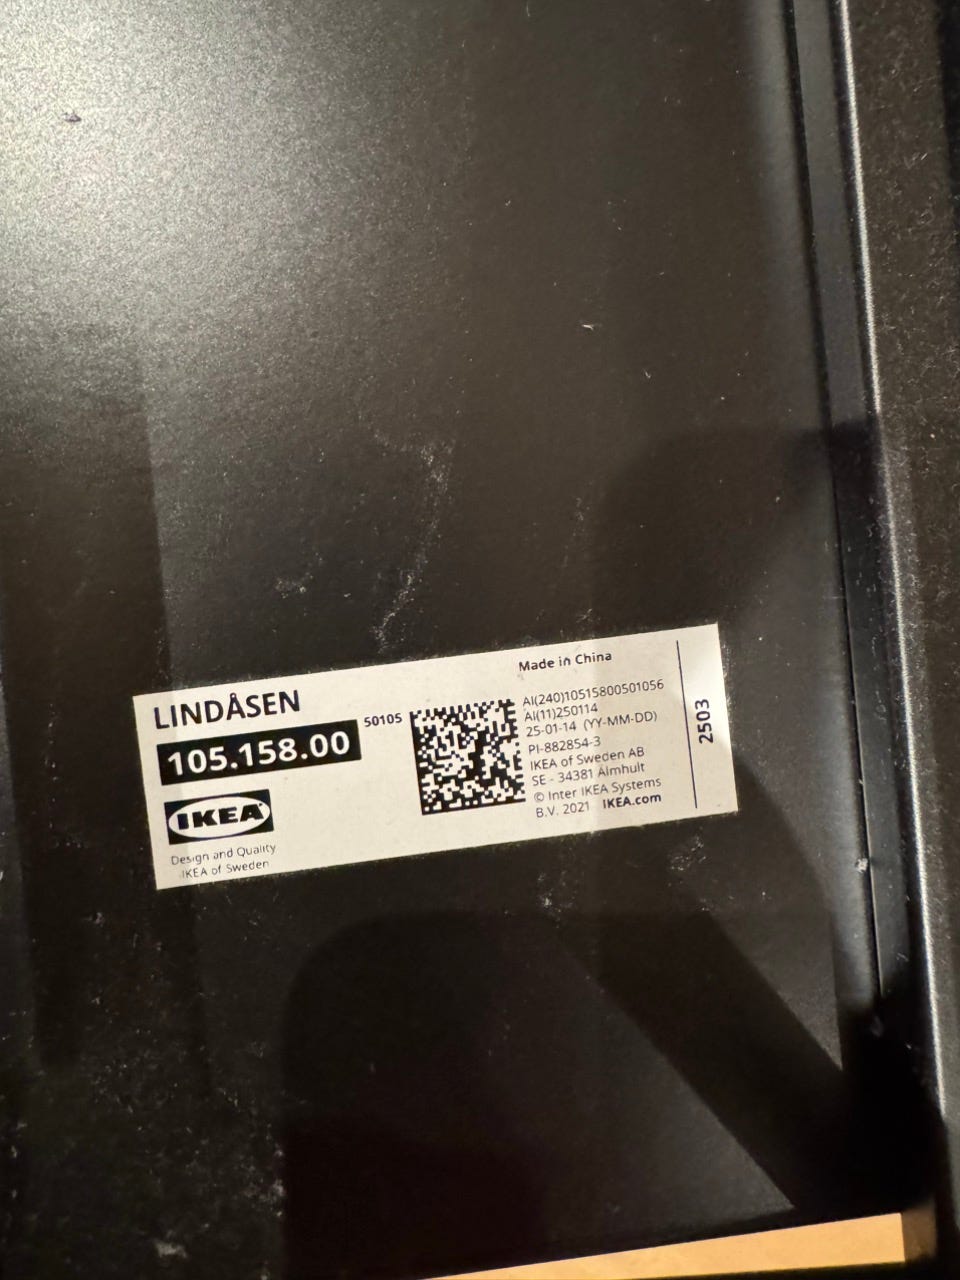 LINDÅSEN
105.158.00
50105
IKEA
Design and Quality
IKEA of Sweden
Made in China
AI(240)10515800501056
AI(11)250114
25-01-14 (YY-MM-DD)
PI-882854-3
IKEA of Sweden AB
SE - 34381 Älmhult
© Inter IKEA Systems
B.V. 2021 IKEA.com
2503